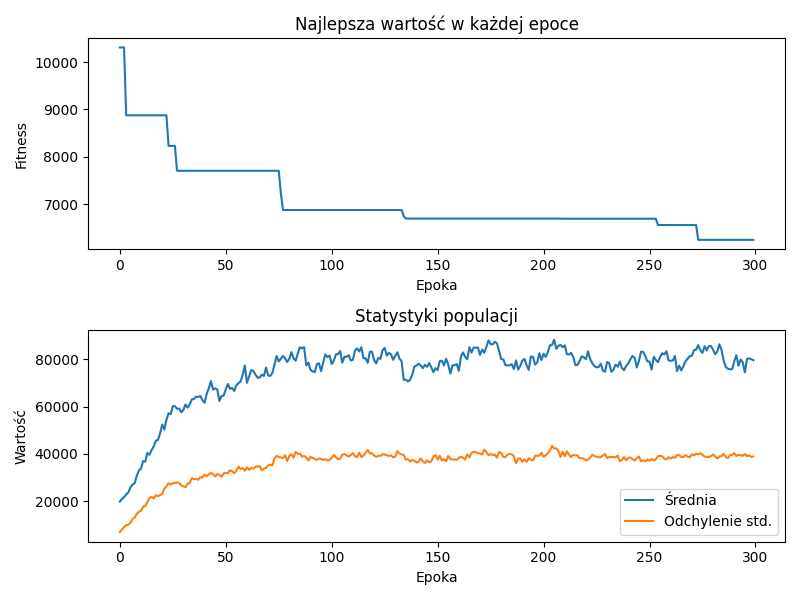 Najlepsza wartość w każdej epoce
10000
9000
8000
7000
Fitness
0 50 100 150 200 250 300
Epoka
Statystyki populacji
80000
60000
40000
20000
Wartość
Średnia
Odchylenie std.
0 50 100 150 200 250 300
Epoka